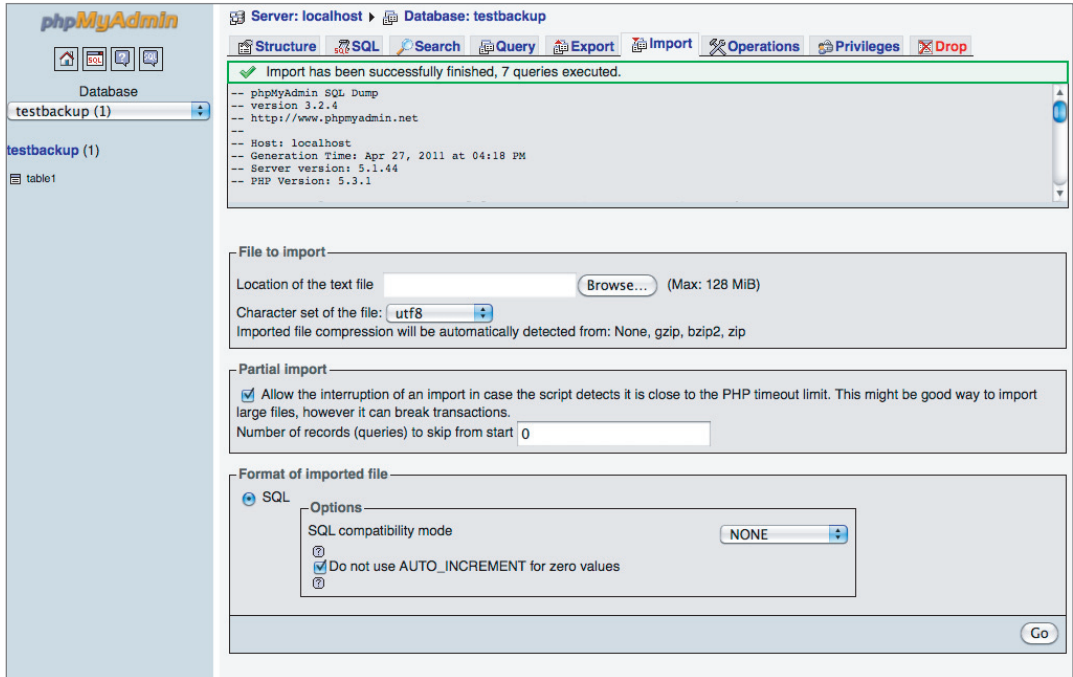 phpMyAdmin
Database
testbackup (1)
testbackup (1)
table1
Server: localhost Database: testbackup
Structure SQL Search Query Export Import Operations Privileges Drop
Import has been successfully finished, 7 queries executed.
-- phpMyAdmin SQL Dump
-- version 3.2.4
-- http://www.phpmyadmin.net
--
-- Host: localhost
-- Generation Time: Apr 27, 2011 at 04:18 PM
-- Server version: 5.1.44
-- PHP Version: 5.3.1
File to import
Location of the text file Browse... (Max: 128 MiB)
Character set of the file: utf8
Imported file compression will be automatically detected from: None, gzip, bzip2, zip
Partial import
Allow the interruption of an import in case the script detects it is close to the PHP timeout limit. This might be good way to import
large files, however it can break transactions.
Number of records (queries) to skip from start 0
Format of imported file
SQL
Options
SQL compatibility mode NONE
Do not use AUTO_INCREMENT for zero values
Go